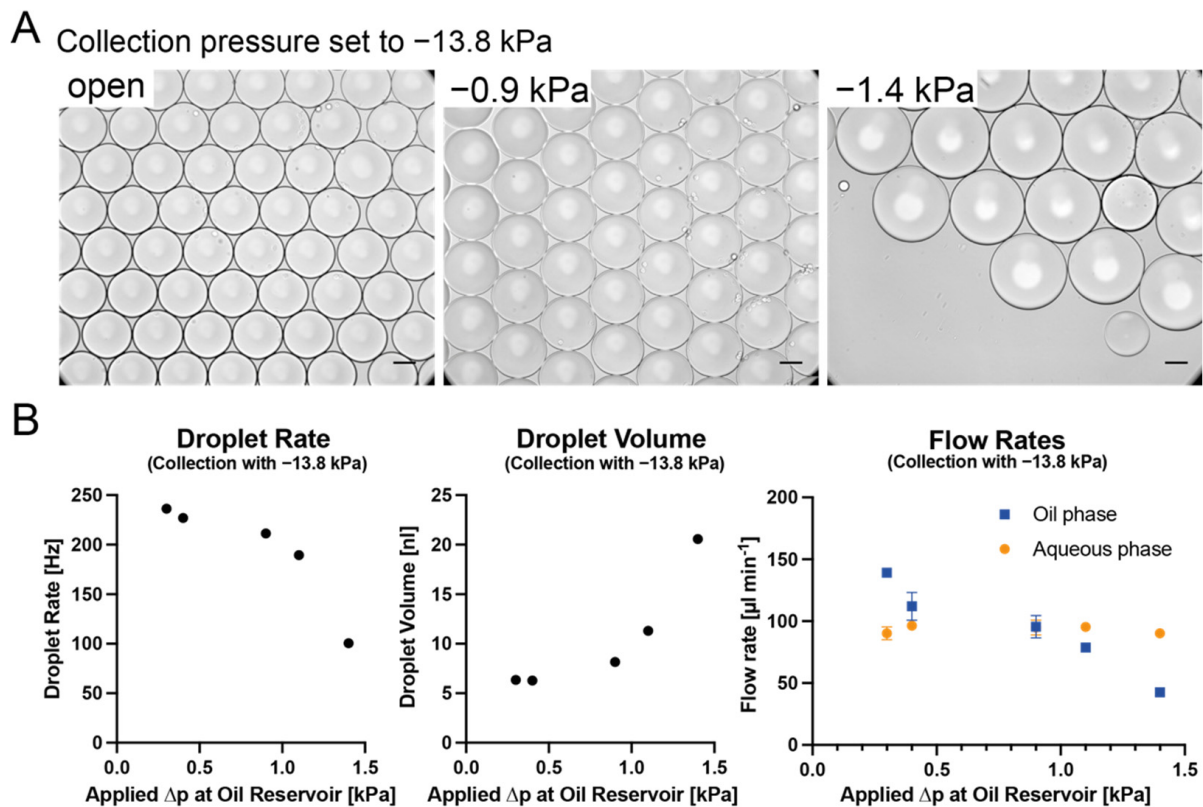 A Collection pressure set to −13.8 kPa
open
−0.9 kPa
−1.4 kPa
B
Droplet Rate
(Collection with −13.8 kPa)
Droplet Rate [Hz]
250
200
150
100
50
0
0.0 0.5 1.0 1.5
Applied Δp at Oil Reservoir [kPa]
Droplet Volume
(Collection with −13.8 kPa)
Droplet Volume [nl]
25
20
15
10
5
0
0.0 0.5 1.0 1.5
Applied Δp at Oil Reservoir [kPa]
Flow Rates
(Collection with −13.8 kPa)
Oil phase
Aqueous phase
Flow rate [µl min⁻¹]
200
150
100
50
0
0.0 0.5 1.0 1.5
Applied Δp at Oil Reservoir [kPa]